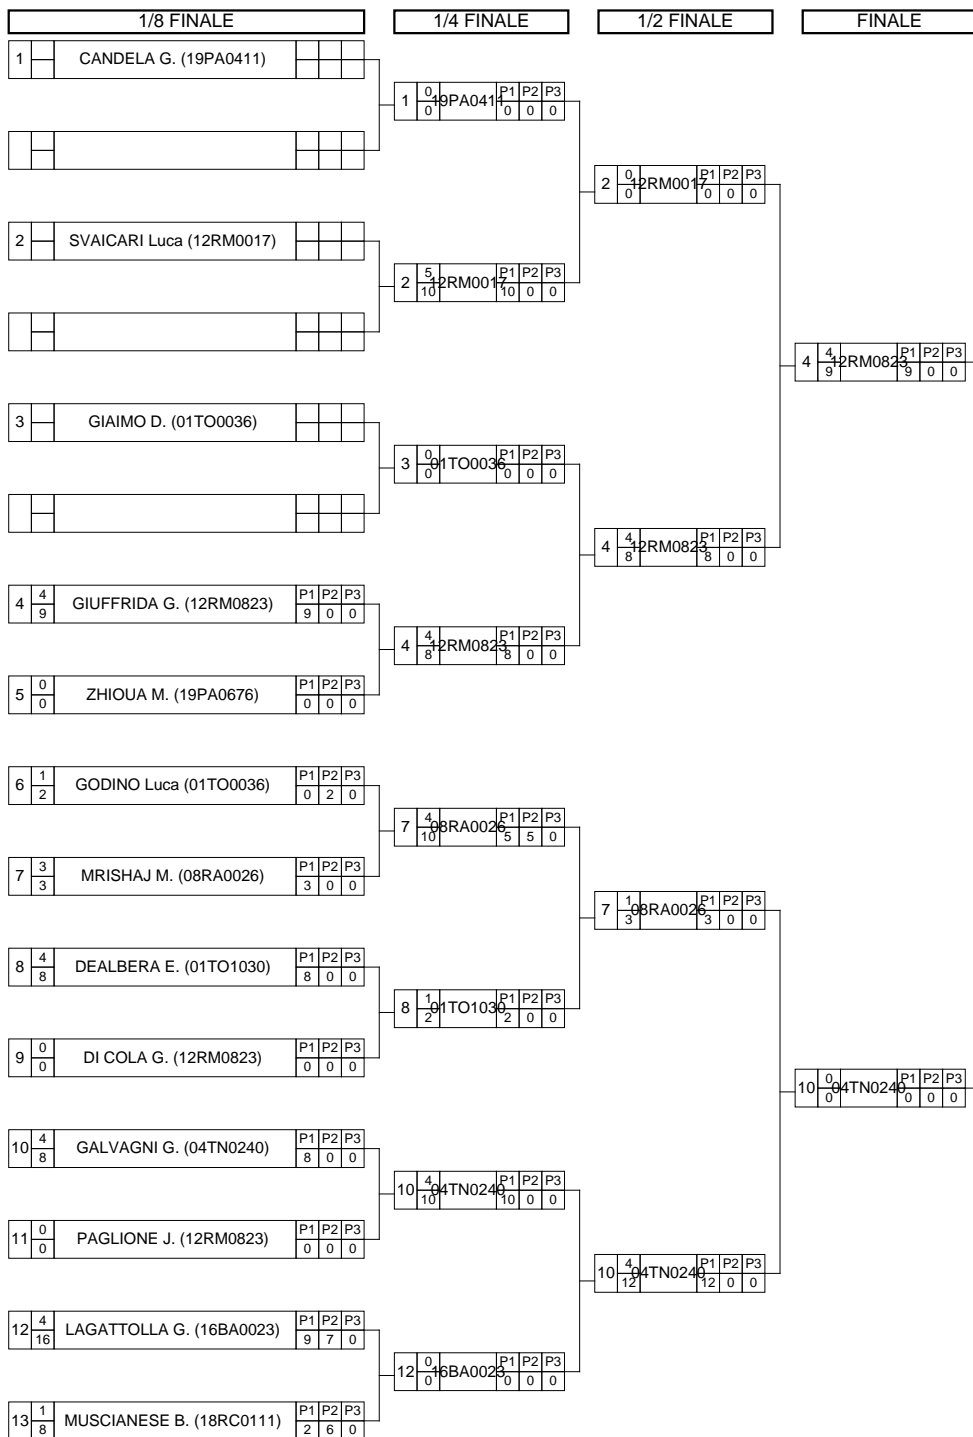 1/8 FINALE
1/4 FINALE
1/2 FINALE
FINALE
1 CANDELA G. (19PA0411)
1 0 0 19PA0411 P1 P2 P3 0 0 0
2 0 0 12RM0017 P1 P2 P3 0 0 0
2 SVAICARI Luca (12RM0017)
2 5 10 12RM0017 P1 P2 P3 10 0 0
4 4 9 12RM0823 P1 P2 P3 9 0 0
3 GIAIMO D. (01TO0036)
3 0 0 01TO0036 P1 P2 P3 0 0 0
4 4 8 12RM0823 P1 P2 P3 8 0 0
4 4 9 GIUFFRIDA G. (12RM0823) P1 P2 P3 9 0 0
4 4 8 12RM0823 P1 P2 P3 8 0 0
5 0 0 ZHIOUA M. (19PA0676) P1 P2 P3 0 0 0
6 1 2 GODINO Luca (01TO0036) P1 P2 P3 0 2 0
7 4 10 08RA0026 P1 P2 P3 5 5 0
7 3 3 MRISHAJ M. (08RA0026) P1 P2 P3 3 0 0
7 1 3 08RA0026 P1 P2 P3 3 0 0
8 4 8 DEALBERA E. (01TO1030) P1 P2 P3 8 0 0
8 1 2 01TO1030 P1 P2 P3 2 0 0
9 0 0 DI COLA G. (12RM0823) P1 P2 P3 0 0 0
10 0 0 04TN0240 P1 P2 P3 0 0 0
10 4 8 GALVAGNI G. (04TN0240) P1 P2 P3 8 0 0
10 4 10 04TN0240 P1 P2 P3 10 0 0
11 0 0 PAGLIONE J. (12RM0823) P1 P2 P3 0 0 0
10 4 12 04TN0240 P1 P2 P3 12 0 0
12 4 16 LAGATTOLLA G. (16BA0023) P1 P2 P3 9 7 0
12 0 0 16BA0023 P1 P2 P3 0 0 0
13 1 8 MUSCIANESE B. (18RC0111) P1 P2 P3 2 6 0